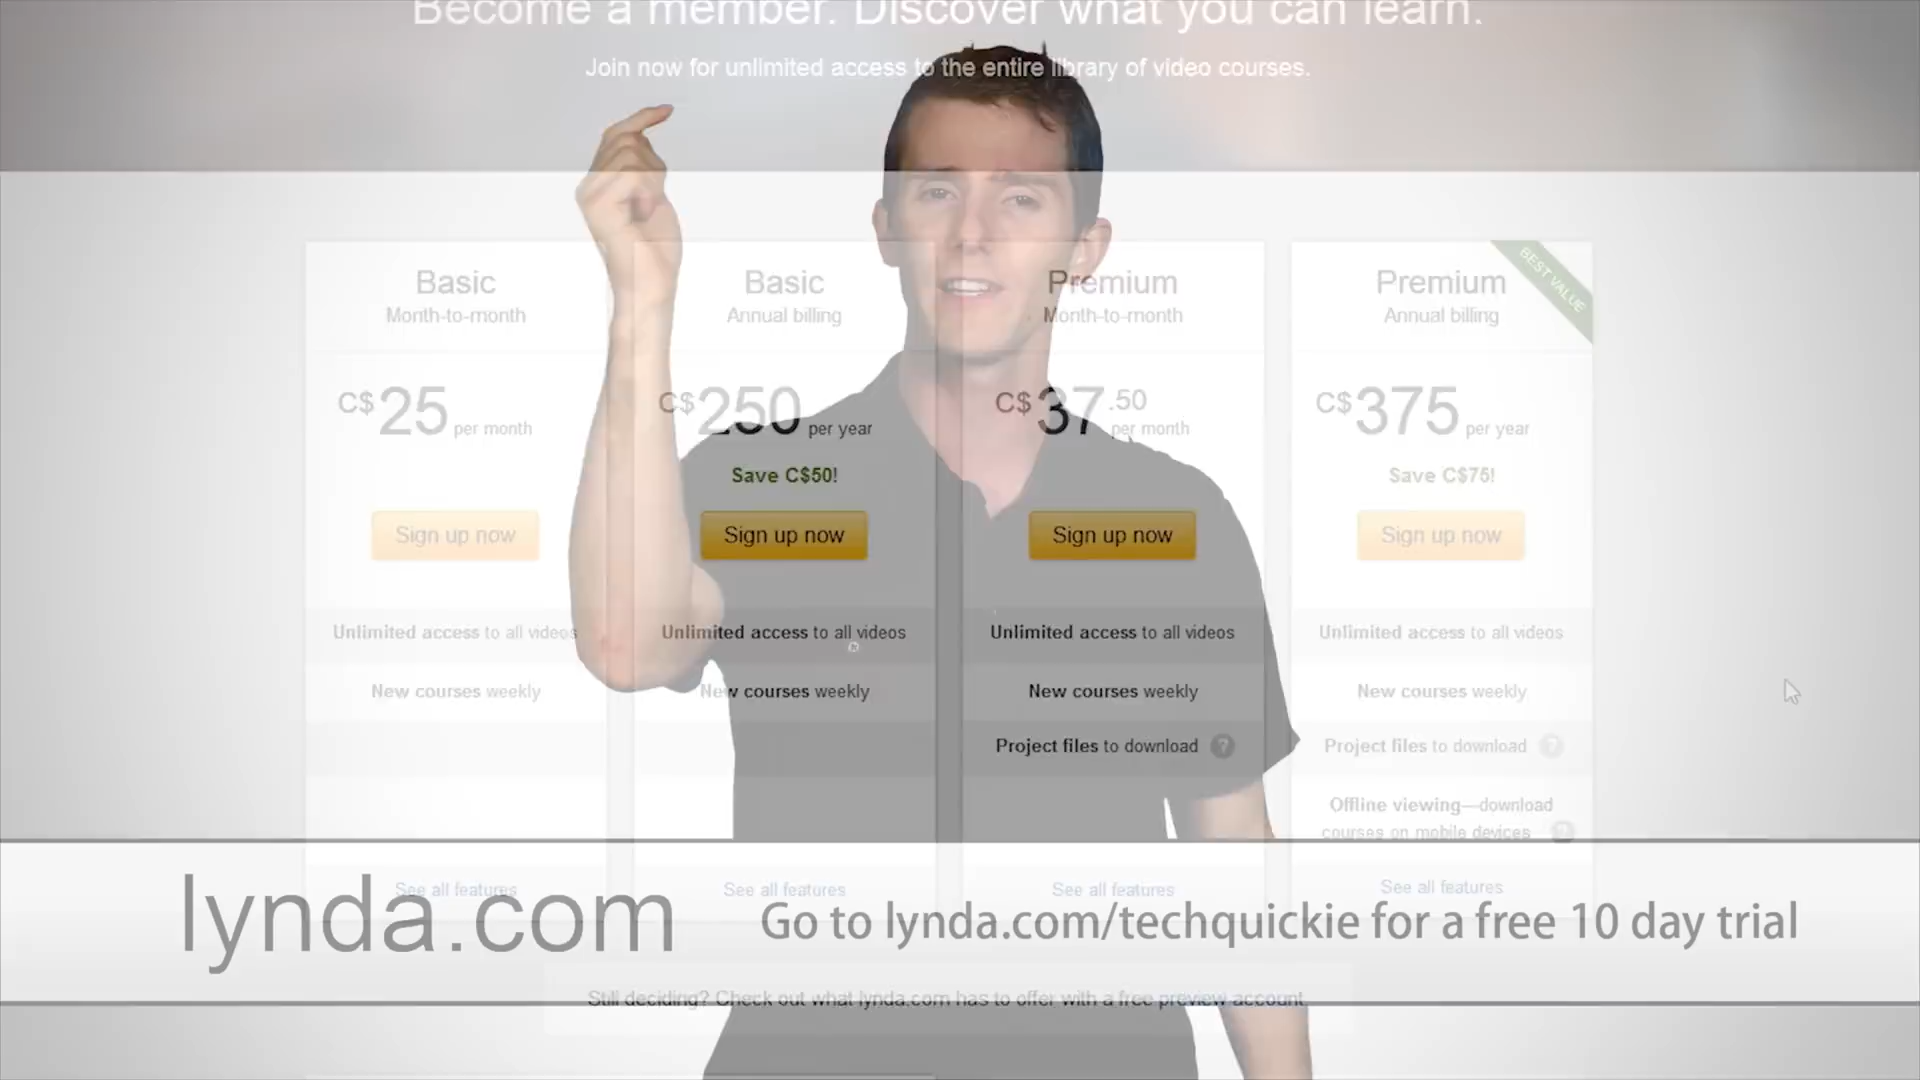 Become a member. Discover what you can learn.
Join now for unlimited access to the entire library of video courses.
BEST VALUE
Basic
Month-to-month
C$25 per month
Sign up now
Unlimited access to all videos
New courses weekly
See all features
Basic
Annual billing
C$250 per year
Save C$50!
Sign up now
Unlimited access to all videos
New courses weekly
See all features
Premium
Month-to-month
C$37.50 per month
Sign up now
Unlimited access to all videos
New courses weekly
Project files to download ?
See all features
Premium
Annual billing
C$375 per year
Save C$75!
Sign up now
Unlimited access to all videos
New courses weekly
Project files to download ?
Offline viewing—download
courses on mobile devices ?
See all features
lynda.com
Go to lynda.com/techquickie for a free 10 day trial
Still deciding? Check out what lynda.com has to offer with a free preview account.